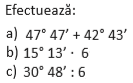 Efectuează:
a) 47° 47′ + 42° 43′
b) 15° 13′ · 6
c) 30° 48′ : 6